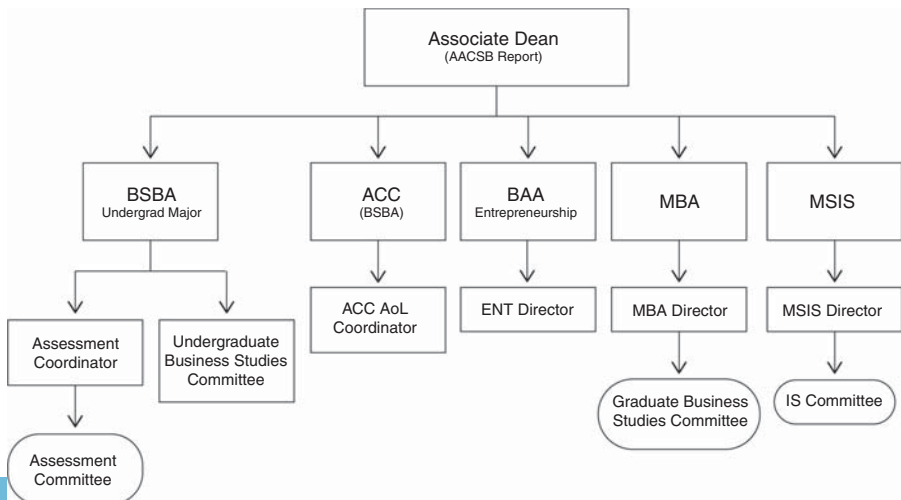 Associate Dean
(AACSB Report)
BSBA
Undergrad Major
ACC
(BSBA)
BAA
Entrepreneurship
MBA
MSIS
Assessment
Coordinator
Undergraduate
Business Studies
Committee
ACC AoL
Coordinator
ENT Director
MBA Director
MSIS Director
Graduate Business
Studies Committee
IS Committee
Assessment
Committee